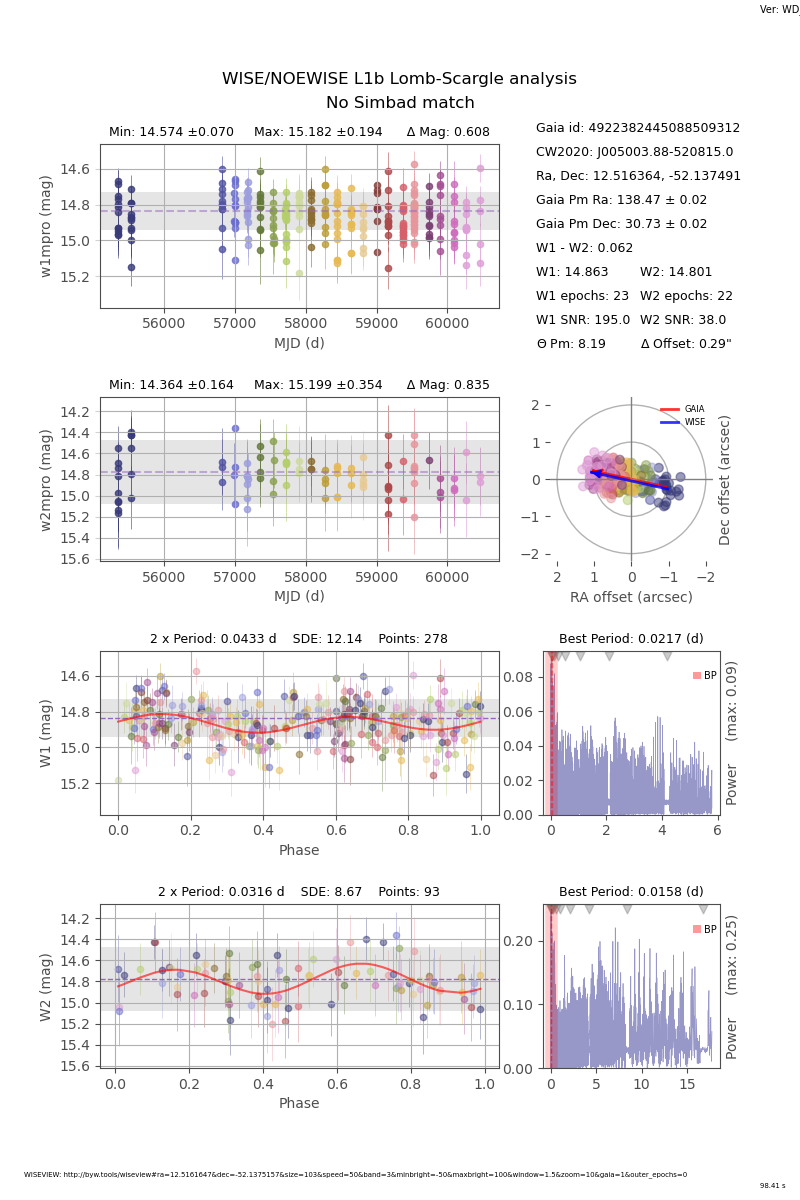 Ver: WD_
WISE/NOEWISE L1b Lomb-Scargle analysis
No Simbad match
Min: 14.574 ±0.070 Max: 15.182 ±0.194 Δ Mag: 0.608
14.6
14.8
15.0
15.2
w1mpro (mag)
56000 57000 58000 59000 60000
MJD (d)
Gaia id: 4922382445088509312
CW2020: J005003.88-520815.0
Ra, Dec: 12.516364, -52.137491
Gaia Pm Ra: 138.47 ± 0.02
Gaia Pm Dec: 30.73 ± 0.02
W1 - W2: 0.062
W1: 14.863 W2: 14.801
W1 epochs: 23 W2 epochs: 22
W1 SNR: 195.0 W2 SNR: 38.0
Θ Pm: 8.19 Δ Offset: 0.29"
Min: 14.364 ±0.164 Max: 15.199 ±0.354 Δ Mag: 0.835
14.2
14.4
14.6
14.8
15.0
15.2
15.4
15.6
w2mpro (mag)
56000 57000 58000 59000 60000
MJD (d)
GAIA
WISE
2
1
0
−1
−2
2 1 0 −1 −2
RA offset (arcsec)
Dec offset (arcsec)
2 x Period: 0.0433 d SDE: 12.14 Points: 278
14.6
14.8
15.0
15.2
W1 (mag)
0.0 0.2 0.4 0.6 0.8 1.0
Phase
Best Period: 0.0217 (d)
BP
0.08
0.06
0.04
0.02
0.00
0 2 4 6
Power (max: 0.09)
2 x Period: 0.0316 d SDE: 8.67 Points: 93
14.2
14.4
14.6
14.8
15.0
15.2
15.4
15.6
W2 (mag)
0.0 0.2 0.4 0.6 0.8 1.0
Phase
Best Period: 0.0158 (d)
BP
0.20
0.10
0.00
0 5 10 15
Power (max: 0.25)
WISEVIEW: http://byw.tools/wiseview#ra=12.5161647&dec=-52.1375157&size=103&speed=50&band=3&minbright=-50&maxbright=100&window=1.5&zoom=10&gaia=1&outer_epochs=0
98.41 s